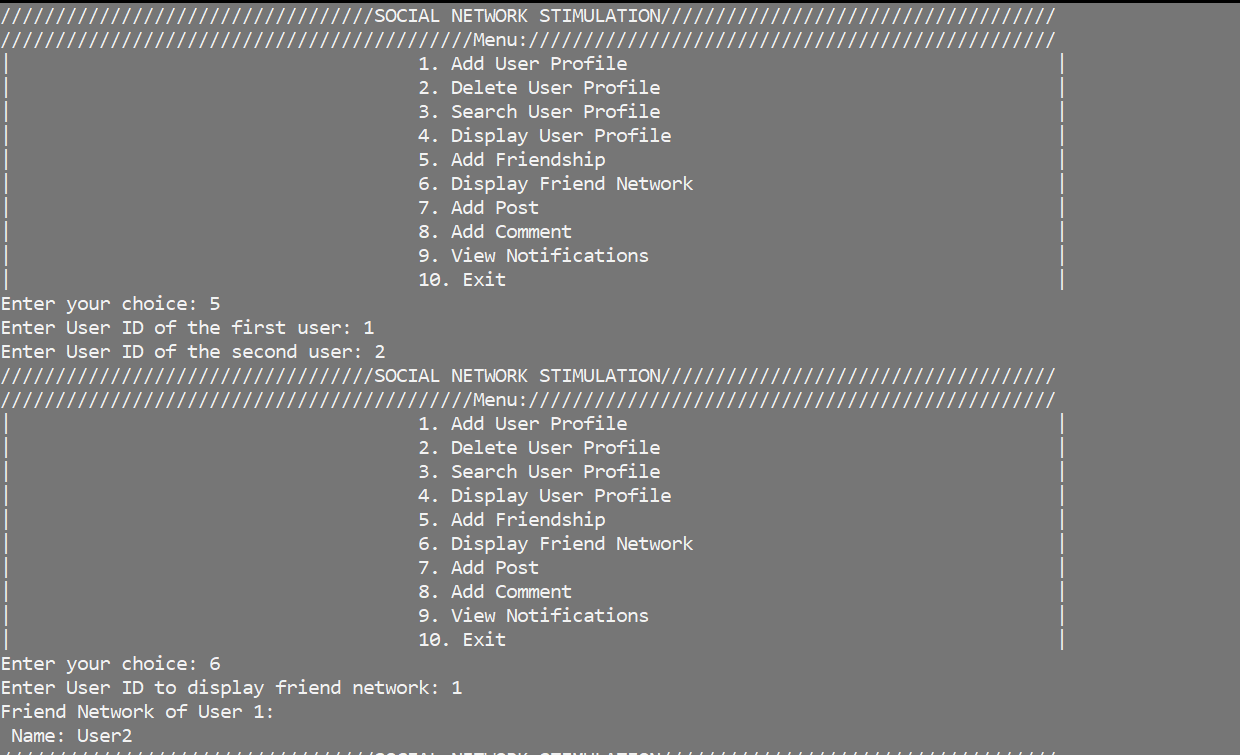 //////////////////////////////////SOCIAL NETWORK STIMULATION////////////////////////////////////
///////////////////////////////////////////Menu:////////////////////////////////////////////////
| 1. Add User Profile |
| 2. Delete User Profile |
| 3. Search User Profile |
| 4. Display User Profile |
| 5. Add Friendship |
| 6. Display Friend Network |
| 7. Add Post |
| 8. Add Comment |
| 9. View Notifications |
| 10. Exit |
Enter your choice: 5
Enter User ID of the first user: 1
Enter User ID of the second user: 2
//////////////////////////////////SOCIAL NETWORK STIMULATION////////////////////////////////////
///////////////////////////////////////////Menu:////////////////////////////////////////////////
| 1. Add User Profile |
| 2. Delete User Profile |
| 3. Search User Profile |
| 4. Display User Profile |
| 5. Add Friendship |
| 6. Display Friend Network |
| 7. Add Post |
| 8. Add Comment |
| 9. View Notifications |
| 10. Exit |
Enter your choice: 6
Enter User ID to display friend network: 1
Friend Network of User 1:
Name: User2
//////////////////////////////////SOCIAL NETWORK STIMULATION////////////////////////////////////